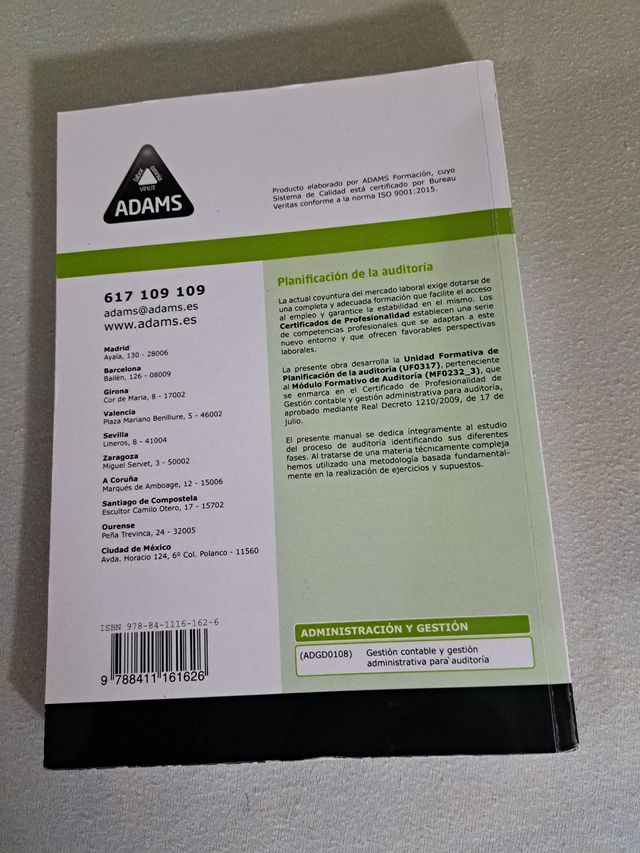 labor omnia
vincit
ADAMS
Producto elaborado por ADAMS Formación, cuyo
Sistema de Calidad está certificado por Bureau
Veritas conforme a la norma ISO 9001:2015.
617 109 109
adams@adams.es
www.adams.es
Madrid
Ayala, 130 - 28006
Barcelona
Bailén, 126 - 08009
Girona
Cor de Maria, 8 - 17002
Valencia
Plaza Mariano Benlliure, 5 - 46002
Sevilla
Lineros, 8 - 41004
Zaragoza
Miguel Servet, 3 - 50002
A Coruña
Marqués de Amboage, 12 - 15006
Santiago de Compostela
Escultor Camilo Otero, 17 - 15702
Ourense
Peña Trevinca, 24 - 32005
Ciudad de México
Avda. Horacio 124, 6º Col. Polanco - 11560
ISBN 978-84-1116-162-6
9 788411 161626
Planificación de la auditoría
La actual coyuntura del mercado laboral exige dotarse de
una completa y adecuada formación que facilite el acceso
al empleo y garantice la estabilidad en el mismo. Los
Certificados de Profesionalidad establecen una serie
de competencias profesionales que se adaptan a este
nuevo entorno y que ofrecen favorables perspectivas
laborales.
La presente obra desarrolla la Unidad Formativa de
Planificación de la auditoría (UF0317), perteneciente
al Módulo Formativo de Auditoría (MF0232_3), que
se enmarca en el Certificado de Profesionalidad de
Gestión contable y gestión administrativa para auditoría,
aprobado mediante Real Decreto 1210/2009, de 17 de
julio.
El presente manual se dedica íntegramente al estudio
del proceso de auditoría identificando sus diferentes
fases. Al tratarse de una materia técnicamente compleja
hemos utilizado una metodología basada fundamental-
mente en la realización de ejercicios y supuestos.
ADMINISTRACIÓN Y GESTIÓN
(ADGD0108) Gestión contable y gestión
administrativa para auditoría